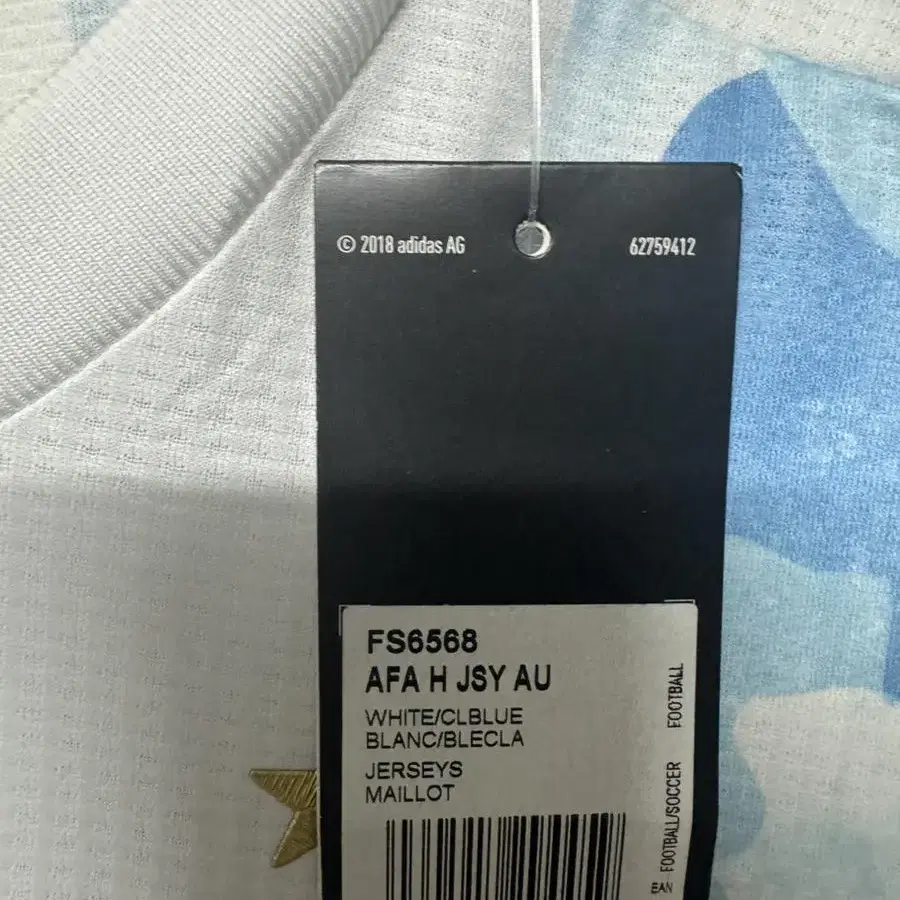 © 2018 adidas AG
62759412
FS6568
AFA H JSY AU
WHITE/CLBLUE
BLANC/BLECLA
JERSEYS
MAILLOT
FOOTBALL/SOCCER
FOOTBALL
EAN